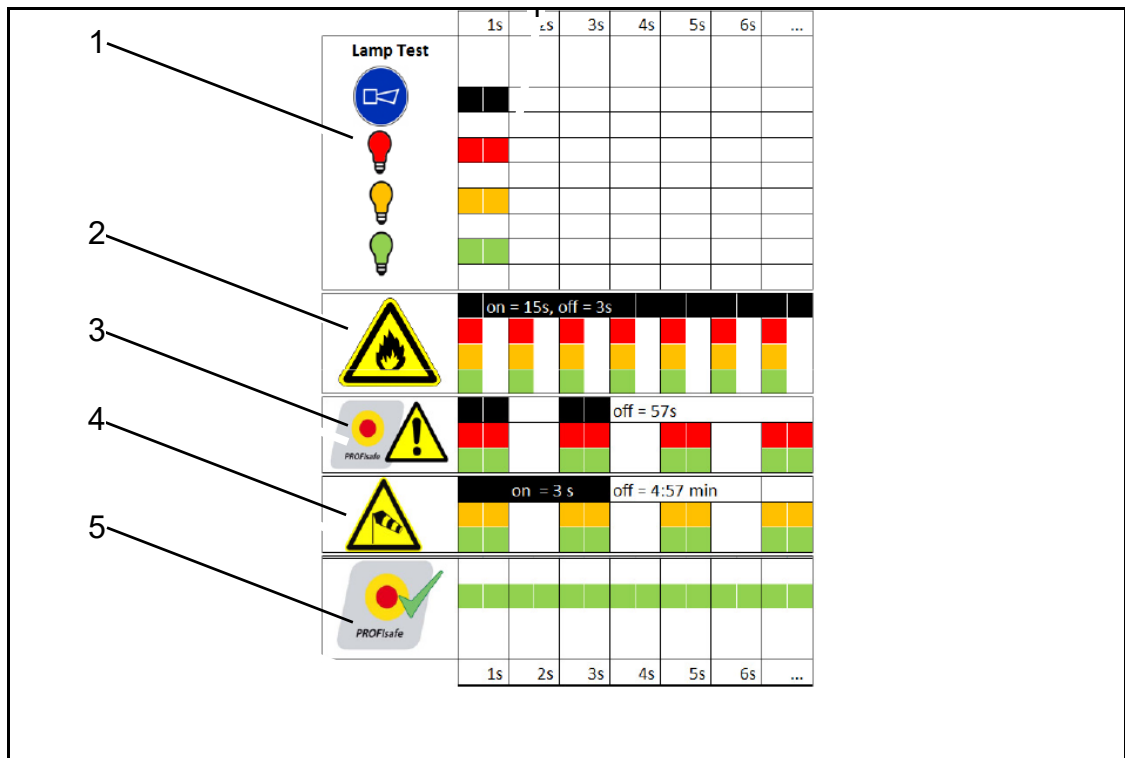 1s 2s 3s 4s 5s 6s ...
1
Lamp Test
2
on = 15s, off = 3s
3
off = 57s
PROFIsafe
4
on = 3 s off = 4:57 min
5
PROFIsafe
1s 2s 3s 4s 5s 6s ...